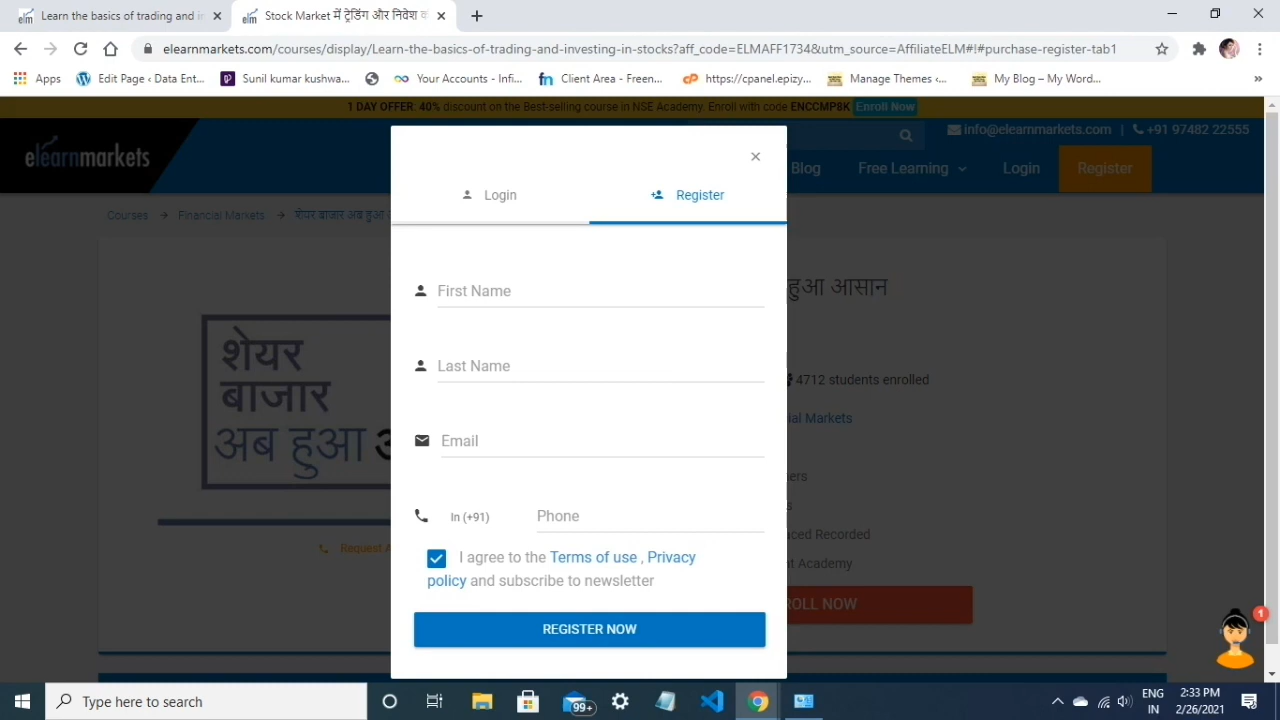 Learn the basics of trading and in
Stock Market में ट्रेडिंग और निवेश क
elearnmarkets.com/courses/display/Learn-the-basics-of-trading-and-investing-in-stocks?aff_code=ELMAFF1734&utm_source=AffiliateELM#!#purchase-register-tab1
Apps
Edit Page ‹ Data Ent...
Sunil kumar kushwa...
Your Accounts - Infi...
Client Area - Freen...
https://cpanel.epizy...
Manage Themes ‹...
My Blog – My Word...
»
1 DAY OFFER: 40% discount on the Best-selling course in NSE Academy. Enroll with code ENCCMP8K Enroll Now
elearnmarkets
info@elearnmarkets.com | +91 97482 22555
Blog
Free Learning
Login
Register
Courses → Financial Markets → शेयर बाजार अब हुआ
Login
Register
हुआ आसान
First Name
शेयर
बाजार
अब हुआ
Last Name
4712 students enrolled
ial Markets
Email
ers
s
In (+91)
Phone
aced Recorded
Request A
I agree to the Terms of use , Privacy
policy and subscribe to newsletter
t Academy
ROLL NOW
REGISTER NOW
1
Type here to search
99+
ENG
IN
2:33 PM
2/26/2021